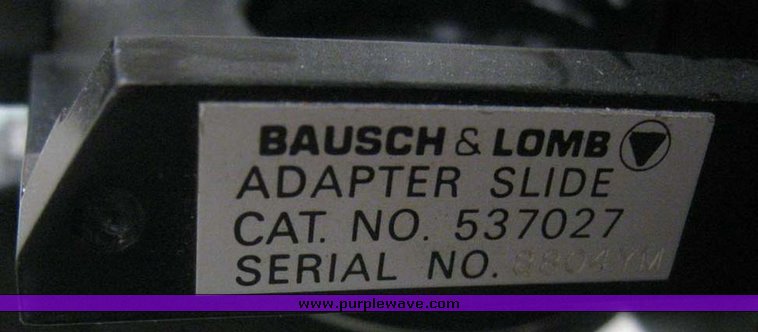 BAUSCH & LOMB
ADAPTER SLIDE
CAT. NO. 537027
SERIAL NO.
www.purplewave.com